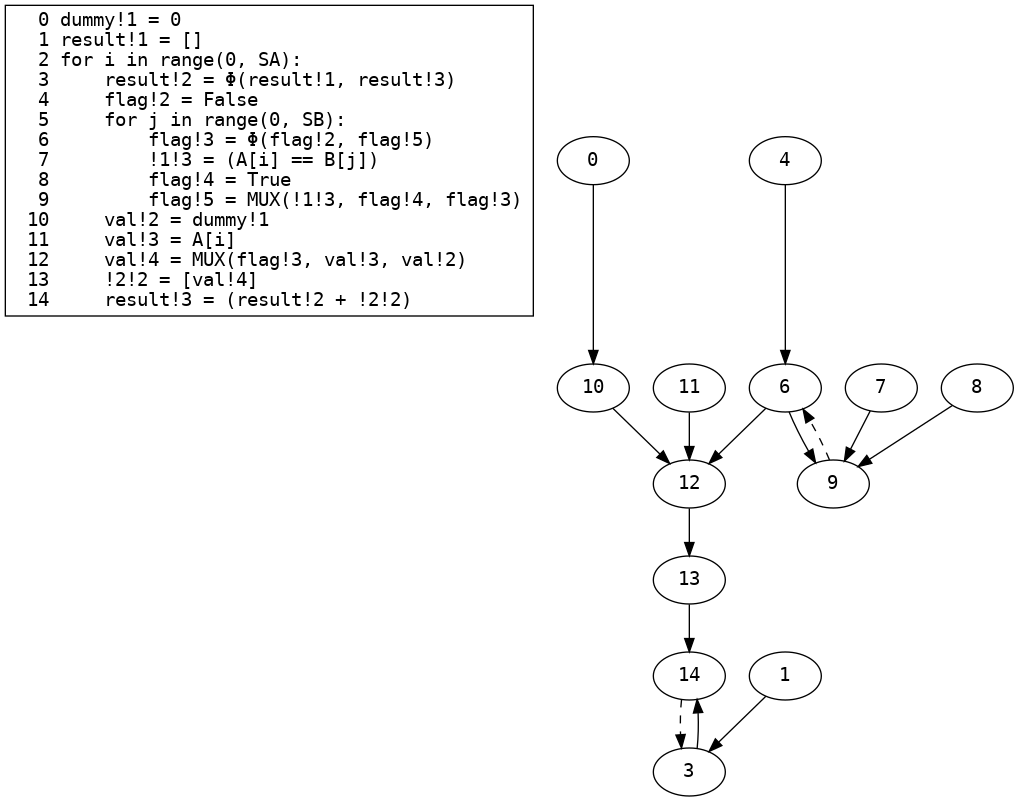 0 dummy!1 = 0
1 result!1 = []
2 for i in range(0, SA):
3     result!2 = Φ(result!1, result!3)
4     flag!2 = False
5     for j in range(0, SB):
6         flag!3 = Φ(flag!2, flag!5)
7         !1!3 = (A[i] == B[j])
8         flag!4 = True
9         flag!5 = MUX(!1!3, flag!4, flag!3)
10     val!2 = dummy!1
11     val!3 = A[i]
12     val!4 = MUX(flag!3, val!3, val!2)
13     !2!2 = [val!4]
14     result!3 = (result!2 + !2!2)
0 4
10 11 6 7 8
12 9
13
14 1
3